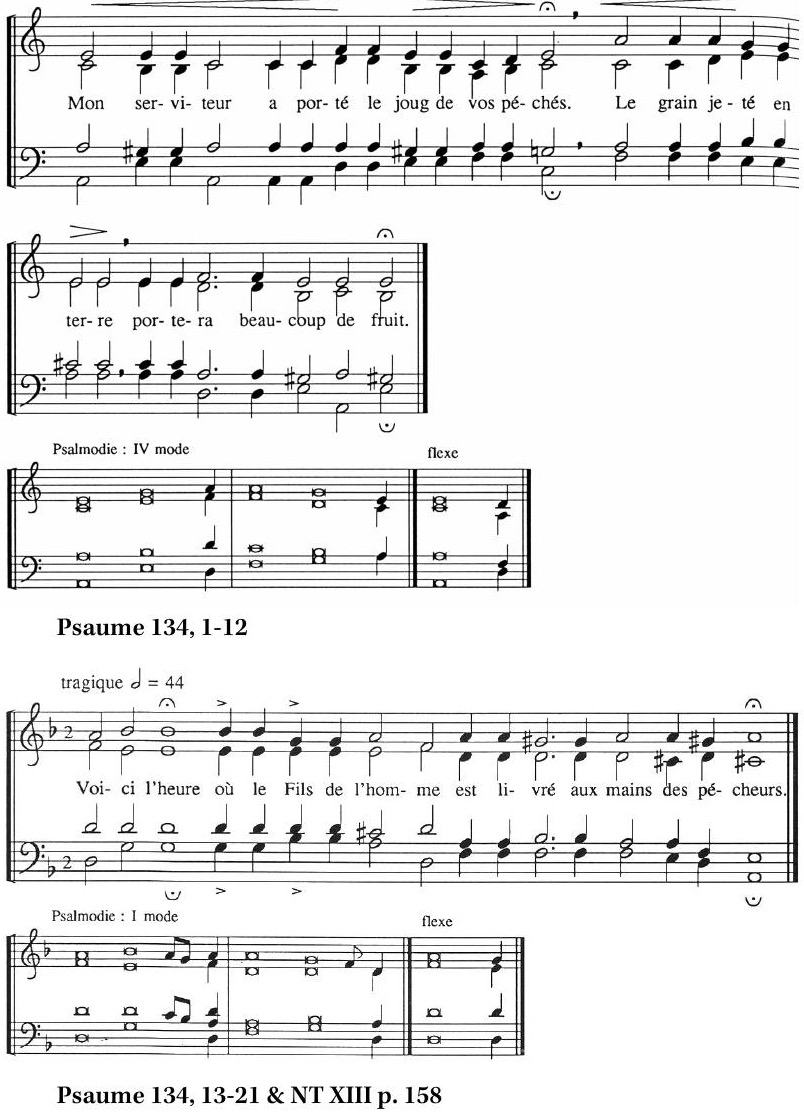 Mon ser- vi- teur a por- té le joug de vos pé- chés. Le grain je - té en
ter- re por- te- ra beau- coup de fruit.
Psalmodie : IV mode flexe
Psaume 134, 1-12
tragique 𝅗𝅥 = 44
2
Voi- ci l'heure où le Fils de l'hom- me est li- vré aux mains des pé- cheurs.
2
Psalmodie : I mode flexe
Psaume 134, 13-21 & NT XIII p. 158